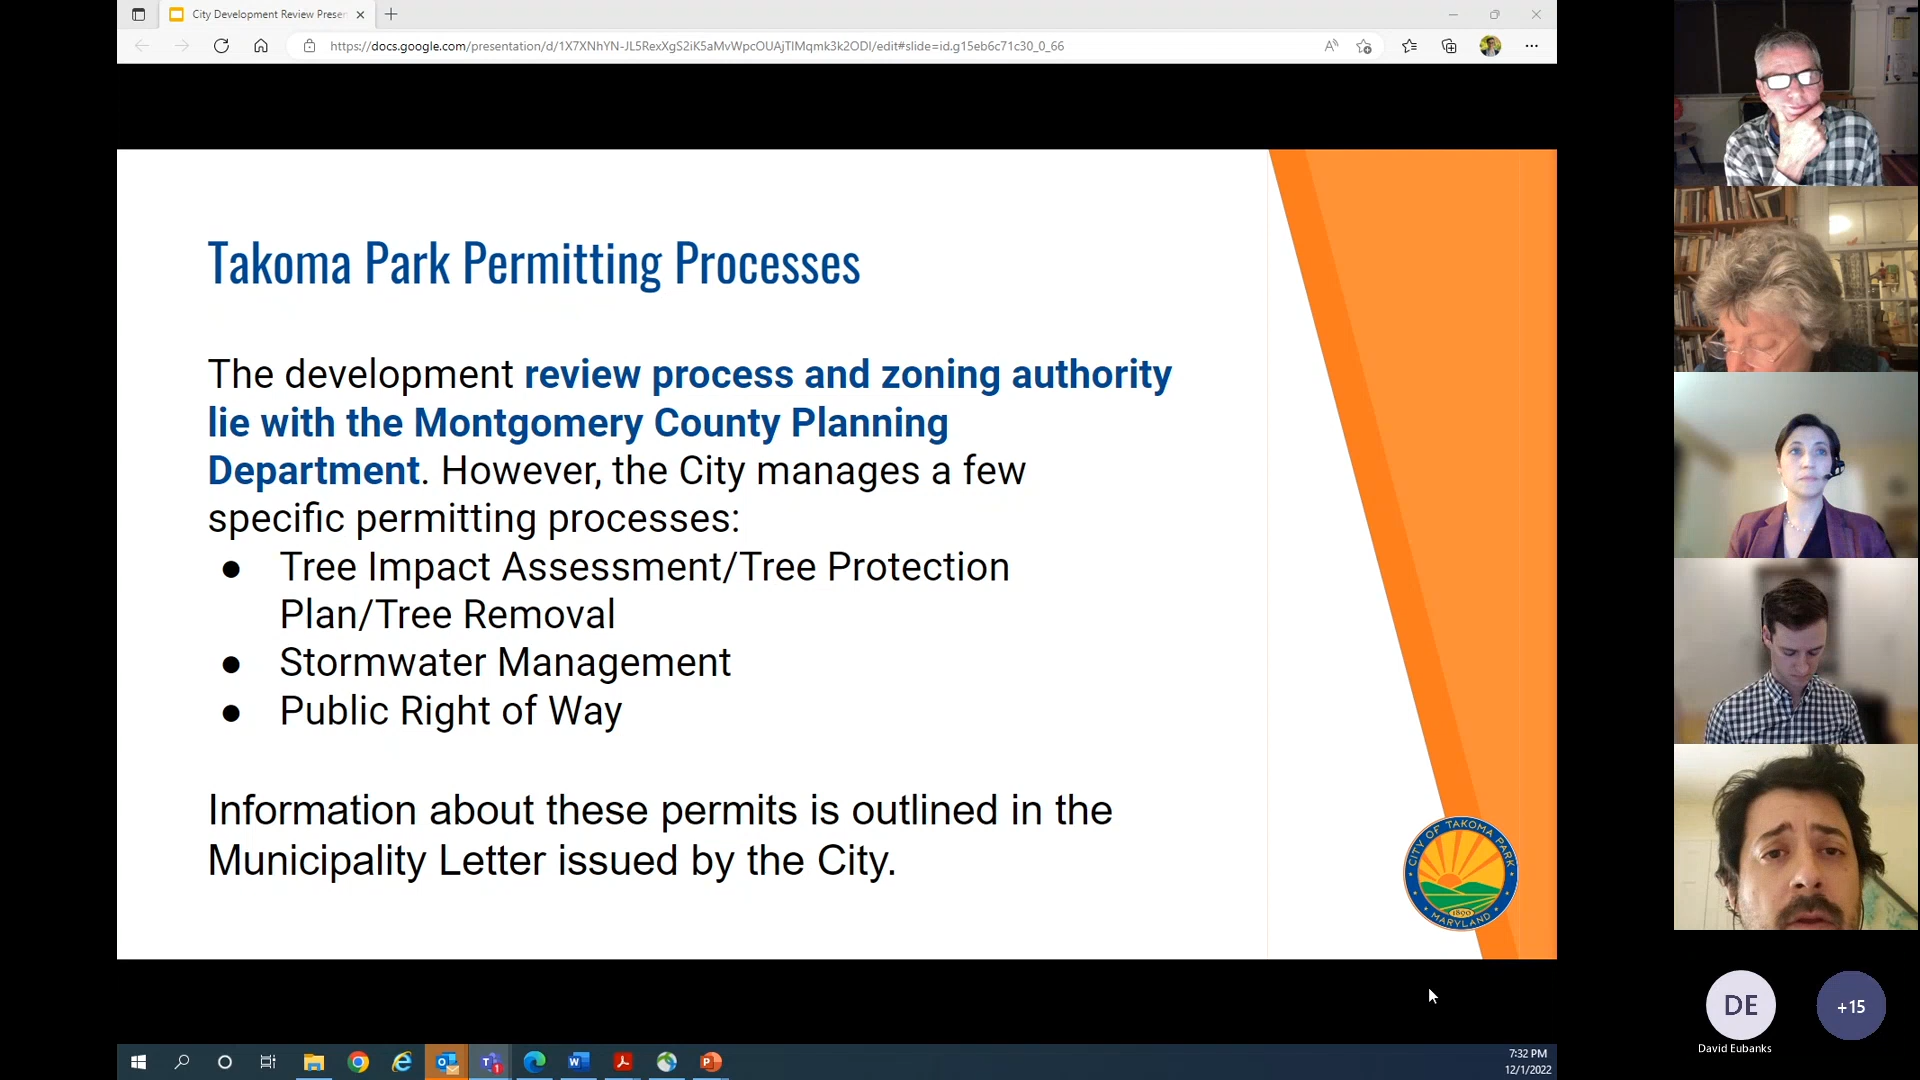 City Development Review Presen
https://docs.google.com/presentation/d/1X7XNhYN-JL5RexXgS2iK5aMvWpcOUAjTlMqmk3k2ODI/edit#slide=id.g15eb6c71c30_0_66
Takoma Park Permitting Processes
The development review process and zoning authority
lie with the Montgomery County Planning
Department. However, the City manages a few
specific permitting processes:
● Tree Impact Assessment/Tree Protection
Plan/Tree Removal
● Stormwater Management
● Public Right of Way
Information about these permits is outlined in the
Municipality Letter issued by the City.
CITY OF TAKOMA PARK
1890
MARYLAND
DE
+15
David Eubanks
7:32 PM
12/1/2022